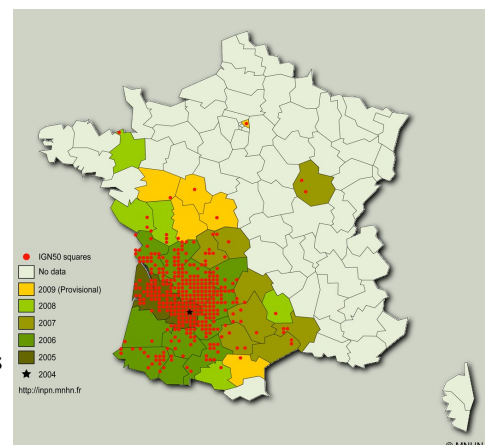 IGN50 squares
No data
2009 (Provisional)
2008
2007
2006
2005
2004
http://inpn.mnhn.fr
© MNHN
s